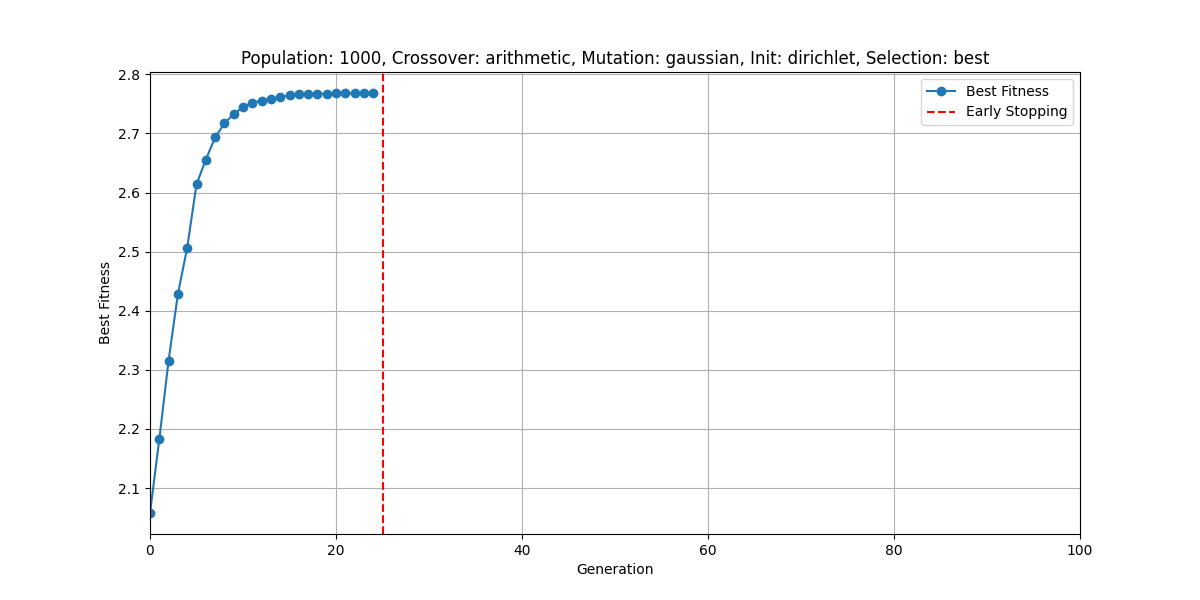 Population: 1000, Crossover: arithmetic, Mutation: gaussian, Init: dirichlet, Selection: best
Best Fitness
Early Stopping
2.8
2.7
2.6
2.5
2.4
2.3
2.2
2.1
Best Fitness
0
20
40
60
80
100
Generation